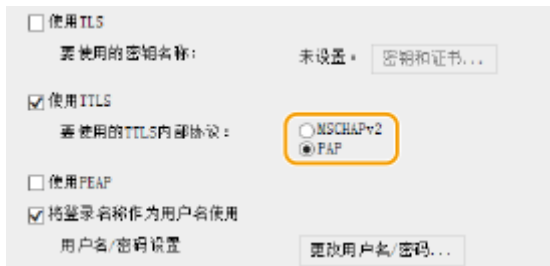 使用TLS
要使用的密钥名称：
未设置。 密钥和证书...
使用TTLS
要使用的TTLS内部协议：
MSCHAPv2
PAP
使用PEAP
将登录名称作为用户名使用
用户名/密码设置
更改用户名/密码...